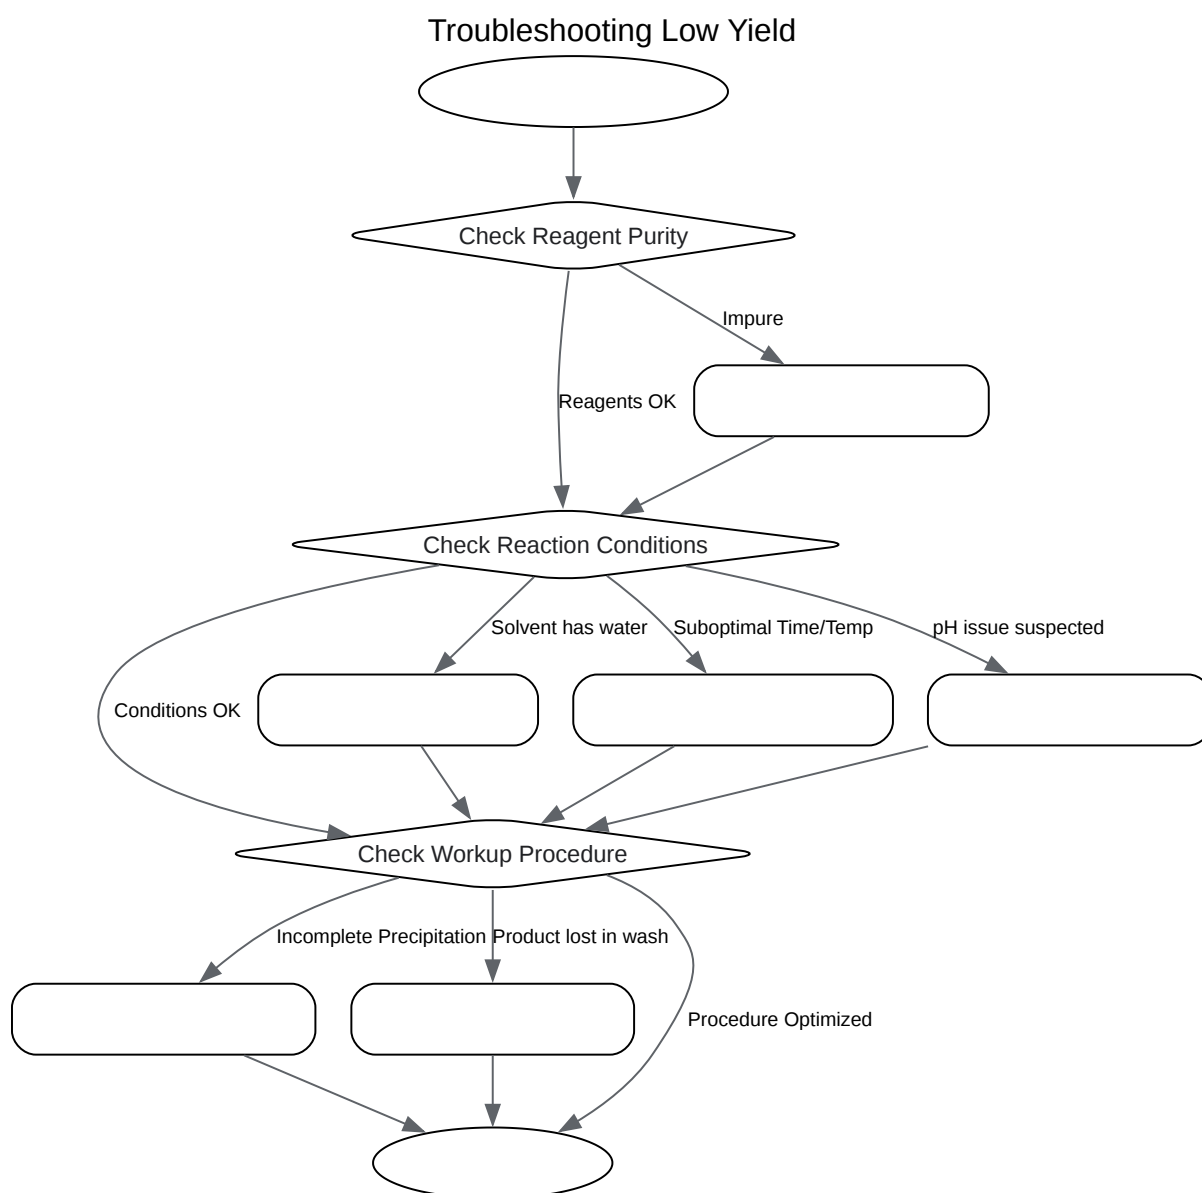 Troubleshooting Low Yield
Check Reagent Purity
Impure
Reagents OK
Check Reaction Conditions
Solvent has water
Suboptimal Time/Temp
pH issue suspected
Conditions OK
Check Workup Procedure
Incomplete Precipitation
Product lost in wash
Procedure Optimized